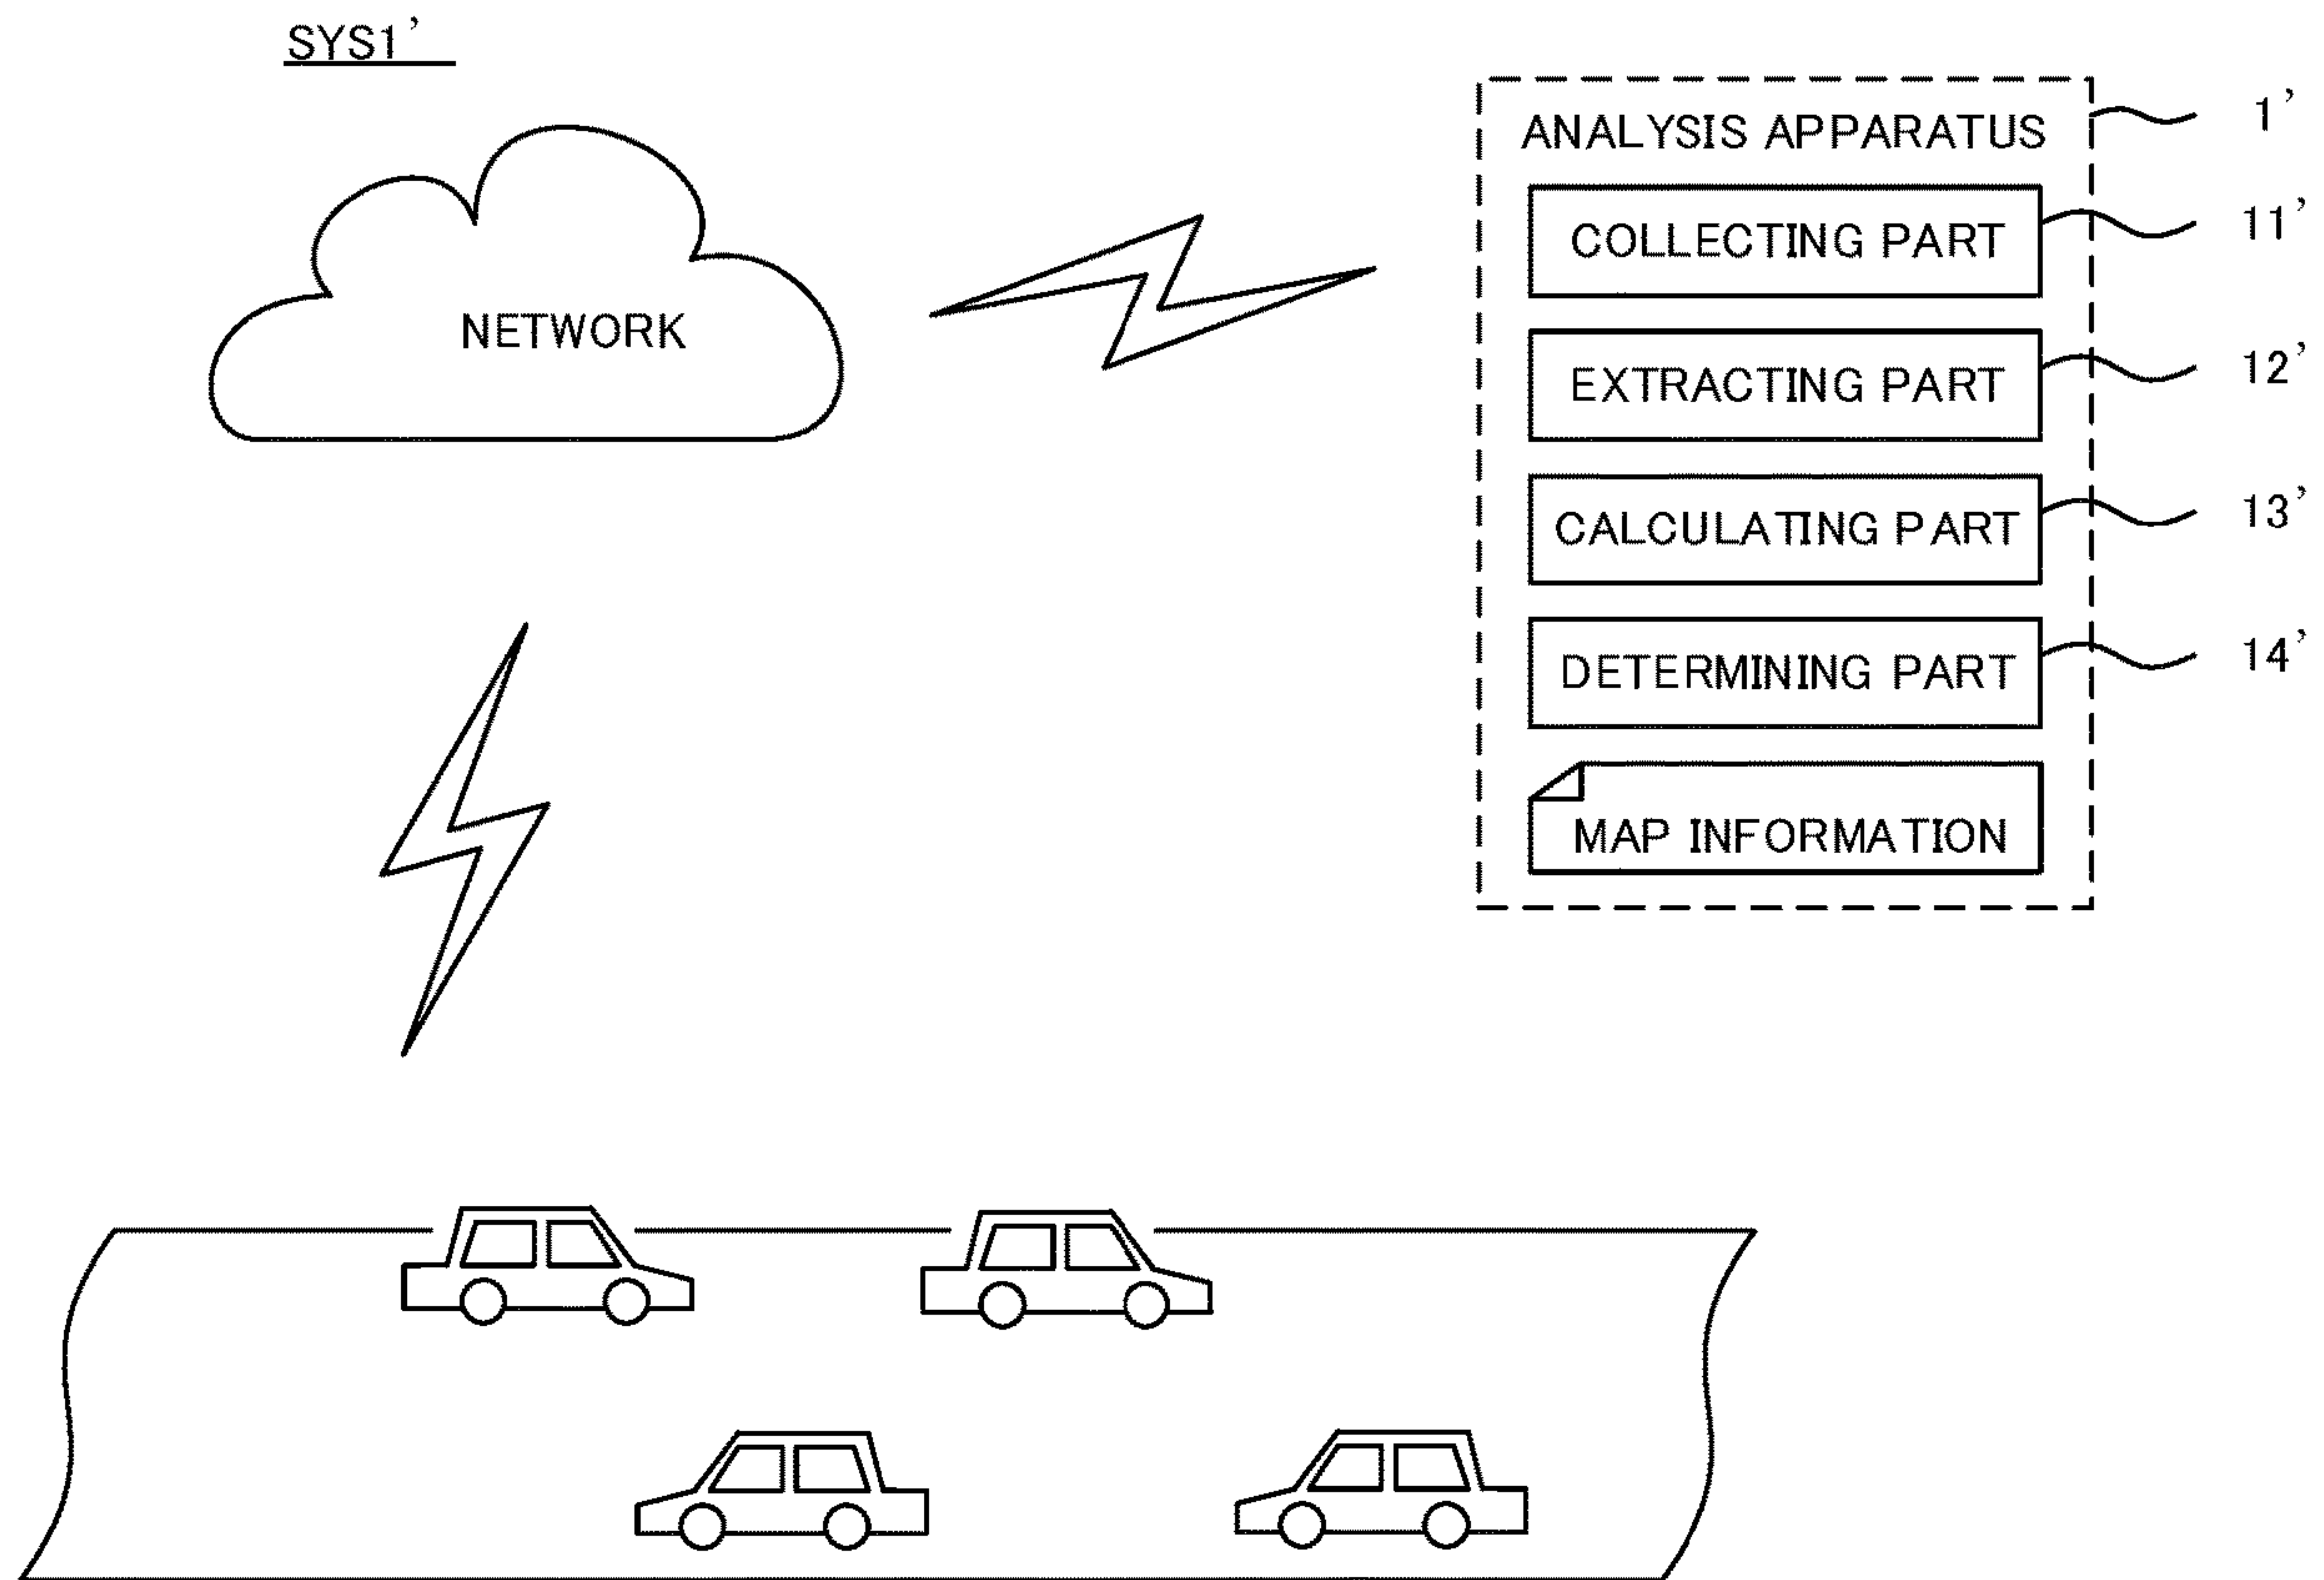 SYS1’
ANALYSIS APPARATUS
1’
COLLECTING PART
11’
NETWORK
EXTRACTING PART
12’
CALCULATING PART
13’
DETERMINING PART
14’
MAP INFORMATION